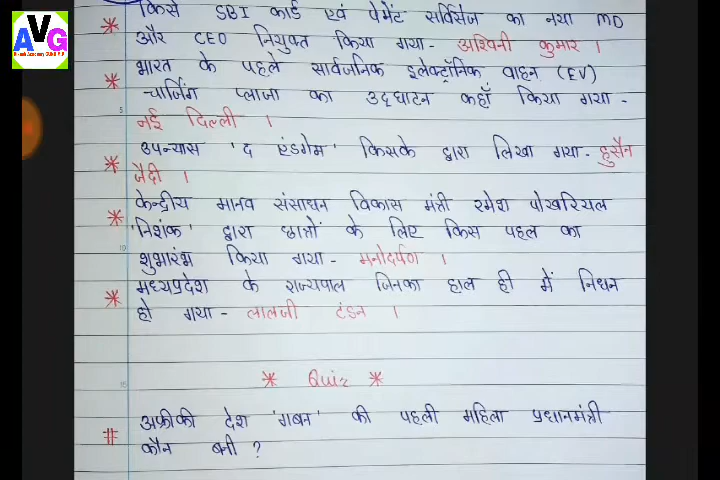 AVG
किसे SBI कार्ड एवं पेमेंट सर्विसेज का नया MD
* और CEO नियुक्त किया गया - अश्विनी कुमार ।
भारत के पहले सार्वजनिक इलेक्ट्रॉनिक वाहन (EV)
* चार्जिंग प्लाजा का उद्घाटन कहाँ किया गया -
नई दिल्ली ।
उपन्यास 'द एंडगेम' किसके द्वारा लिखा गया - हुसैन
* जैदी ।
केन्द्रीय मानव संसाधन विकास मंत्री रमेश पोखरियल
* 'निशंक' द्वारा छात्रों के लिए किस पहल का
शुभारंभ किया गया - मनोदर्पण ।
मध्यप्रदेश के राज्यपाल जिनका हाल ही में निधन
* हो गया - लालजी टंडन ।
* Quiz *
अफ्रीकी देश 'गबन' की पहली महिला प्रधानमंत्री
# कौन बनी ?